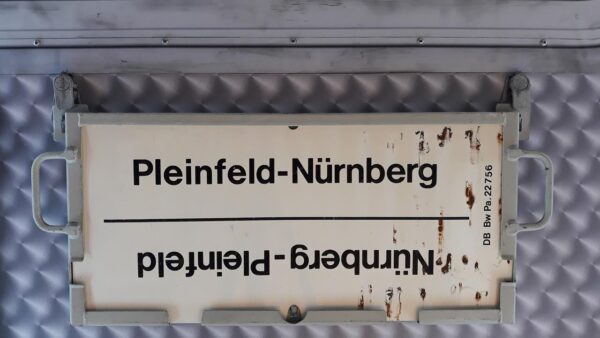 Pleinfeld-Nürnberg
Nürnberg-Pleinfeld
DB Bw Pa. 22756